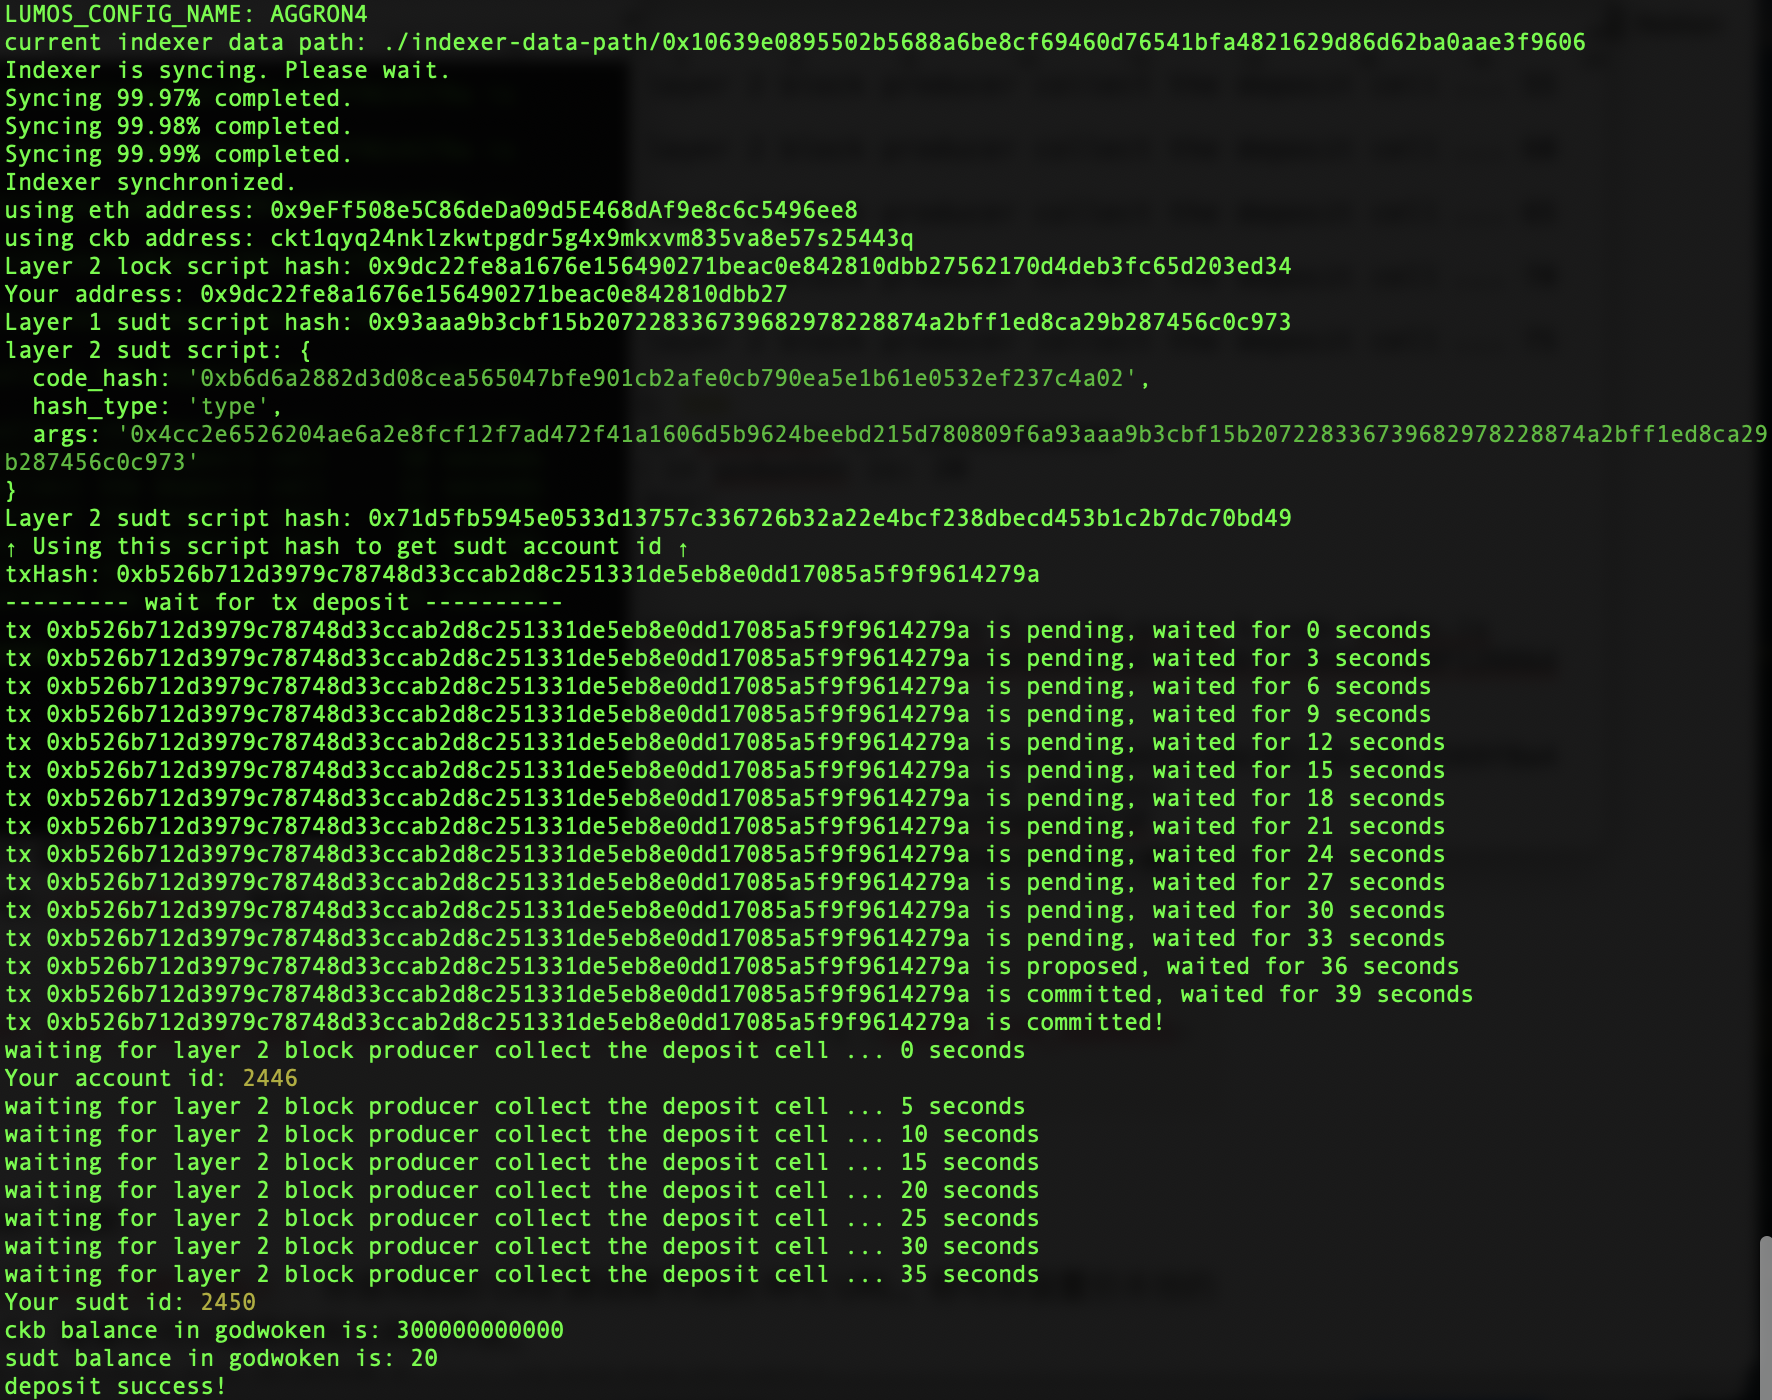 LUMOS_CONFIG_NAME: AGGRON4
current indexer data path: ./indexer-data-path/0x10639e0895502b5688a6be8cf69460d76541bfa4821629d86d62ba0aae3f9606
Indexer is syncing. Please wait.
Syncing 99.97% completed.
Syncing 99.98% completed.
Syncing 99.99% completed.
Indexer synchronized.
using eth address: 0x9eFf508e5C86deDa09d5E468dAf9e8c6c5496ee8
using ckb address: ckt1qyq24nklzkwtpgdr5g4x9mkxvm835va8e57s25443q
Layer 2 lock script hash: 0x9dc22fe8a1676e156490271beac0e842810dbb27562170d4deb3fc65d203ed34
Your address: 0x9dc22fe8a1676e156490271beac0e842810dbb27
Layer 1 sudt script hash: 0x93aaa9b3cbf15b207228336739682978228874a2bff1ed8ca29b287456c0c973
layer 2 sudt script: {
  code_hash: '0xb6d6a2882d3d08cea565047bfe901cb2afe0cb790ea5e1b61e0532ef237c4a02',
  hash_type: 'type',
  args: '0x4cc2e6526204ae6a2e8fcf12f7ad472f41a1606d5b9624beebd215d780809f6a93aaa9b3cbf15b207228336739682978228874a2bff1ed8ca29
b287456c0c973'
}
Layer 2 sudt script hash: 0x71d5fb5945e0533d13757c336726b32a22e4bcf238dbecd453b1c2b7dc70bd49
↑ Using this script hash to get sudt account id ↑
txHash: 0xb526b712d3979c78748d33ccab2d8c251331de5eb8e0dd17085a5f9f9614279a
--------- wait for tx deposit ----------
tx 0xb526b712d3979c78748d33ccab2d8c251331de5eb8e0dd17085a5f9f9614279a is pending, waited for 0 seconds
tx 0xb526b712d3979c78748d33ccab2d8c251331de5eb8e0dd17085a5f9f9614279a is pending, waited for 3 seconds
tx 0xb526b712d3979c78748d33ccab2d8c251331de5eb8e0dd17085a5f9f9614279a is pending, waited for 6 seconds
tx 0xb526b712d3979c78748d33ccab2d8c251331de5eb8e0dd17085a5f9f9614279a is pending, waited for 9 seconds
tx 0xb526b712d3979c78748d33ccab2d8c251331de5eb8e0dd17085a5f9f9614279a is pending, waited for 12 seconds
tx 0xb526b712d3979c78748d33ccab2d8c251331de5eb8e0dd17085a5f9f9614279a is pending, waited for 15 seconds
tx 0xb526b712d3979c78748d33ccab2d8c251331de5eb8e0dd17085a5f9f9614279a is pending, waited for 18 seconds
tx 0xb526b712d3979c78748d33ccab2d8c251331de5eb8e0dd17085a5f9f9614279a is pending, waited for 21 seconds
tx 0xb526b712d3979c78748d33ccab2d8c251331de5eb8e0dd17085a5f9f9614279a is pending, waited for 24 seconds
tx 0xb526b712d3979c78748d33ccab2d8c251331de5eb8e0dd17085a5f9f9614279a is pending, waited for 27 seconds
tx 0xb526b712d3979c78748d33ccab2d8c251331de5eb8e0dd17085a5f9f9614279a is pending, waited for 30 seconds
tx 0xb526b712d3979c78748d33ccab2d8c251331de5eb8e0dd17085a5f9f9614279a is pending, waited for 33 seconds
tx 0xb526b712d3979c78748d33ccab2d8c251331de5eb8e0dd17085a5f9f9614279a is proposed, waited for 36 seconds
tx 0xb526b712d3979c78748d33ccab2d8c251331de5eb8e0dd17085a5f9f9614279a is committed, waited for 39 seconds
tx 0xb526b712d3979c78748d33ccab2d8c251331de5eb8e0dd17085a5f9f9614279a is committed!
waiting for layer 2 block producer collect the deposit cell ... 0 seconds
Your account id: 2446
waiting for layer 2 block producer collect the deposit cell ... 5 seconds
waiting for layer 2 block producer collect the deposit cell ... 10 seconds
waiting for layer 2 block producer collect the deposit cell ... 15 seconds
waiting for layer 2 block producer collect the deposit cell ... 20 seconds
waiting for layer 2 block producer collect the deposit cell ... 25 seconds
waiting for layer 2 block producer collect the deposit cell ... 30 seconds
waiting for layer 2 block producer collect the deposit cell ... 35 seconds
Your sudt id: 2450
ckb balance in godwoken is: 300000000000
sudt balance in godwoken is: 20
deposit success!